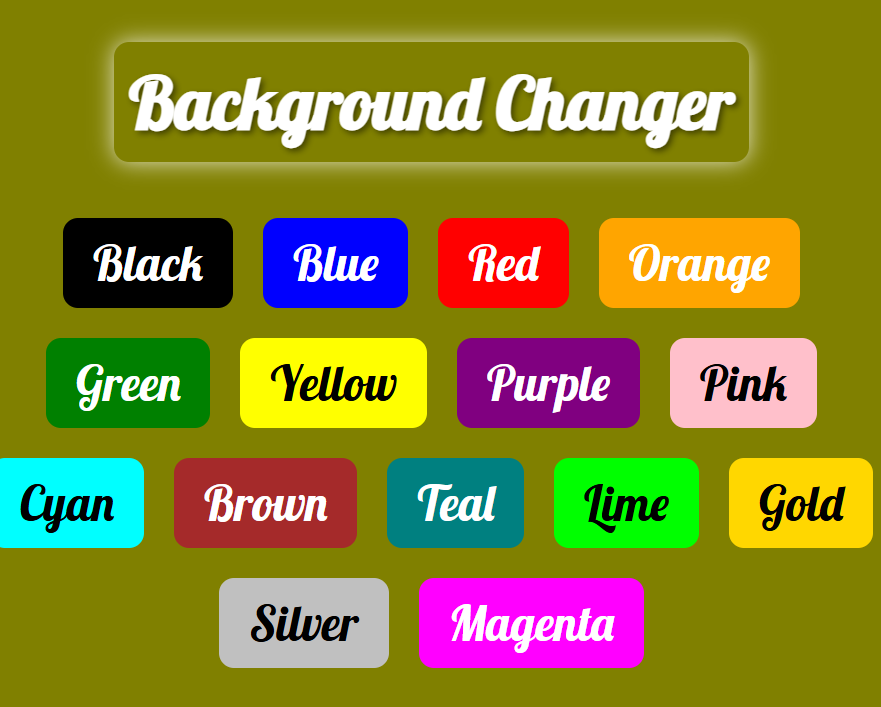 Background Changer
Black Blue Red Orange
Green Yellow Purple Pink
Cyan Brown Teal Lime Gold
Silver Magenta